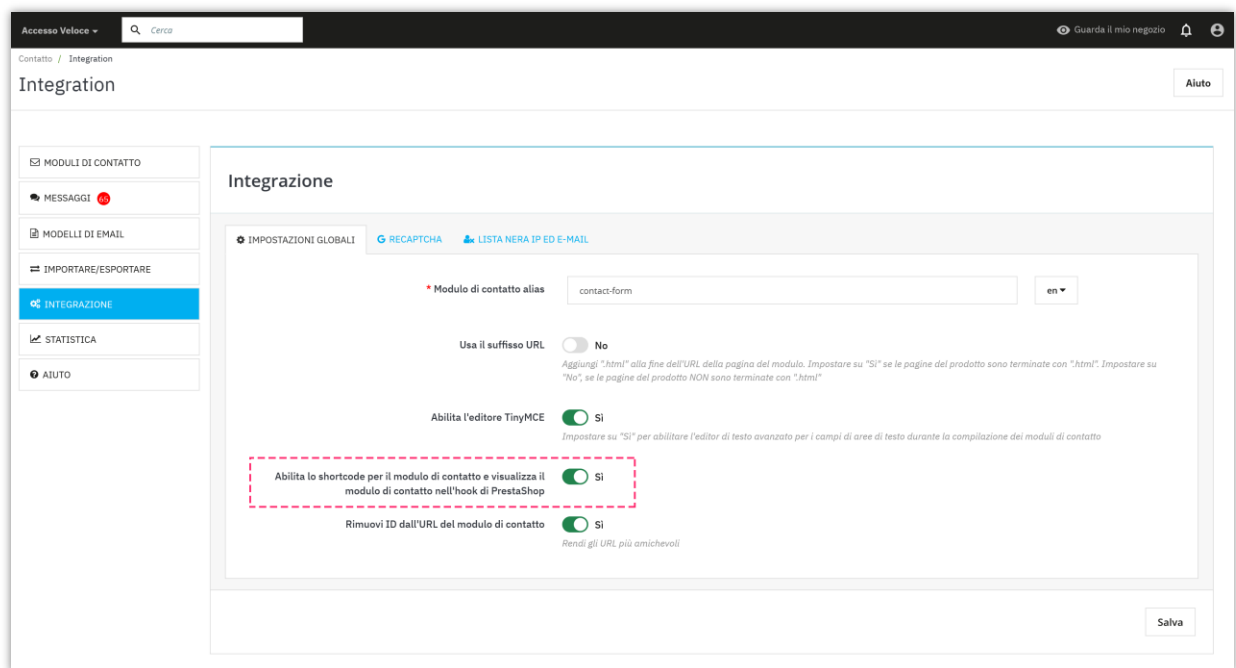 Accesso Veloce
Cerca
Guarda il mio negozio
Contatto / Integration
Integration
Aiuto
MODULI DI CONTATTO
MESSAGGI 65
MODELLI DI EMAIL
IMPORTARE/ESPORTARE
INTEGRAZIONE
STATISTICA
AIUTO
Integrazione
IMPOSTAZIONI GLOBALI
RECAPTCHA
LISTA NERA IP ED E-MAIL
* Modulo di contatto alias
contact-form
en
Usa il suffisso URL
No
Aggiungi ".html" alla fine dell'URL della pagina del modulo. Impostare su "Sì" se le pagine del prodotto sono terminate con ".html". Impostare su
"No", se le pagine del prodotto NON sono terminate con ".html"
Abilita l'editore TinyMCE
Sì
Impostare su "Sì" per abilitare l'editor di testo avanzato per i campi di aree di testo durante la compilazione dei moduli di contatto
Abilita lo shortcode per il modulo di contatto e visualizza il
modulo di contatto nell'hook di PrestaShop
Sì
Rimuovi ID dall'URL del modulo di contatto
Sì
Rendi gli URL più amichevoli
Salva